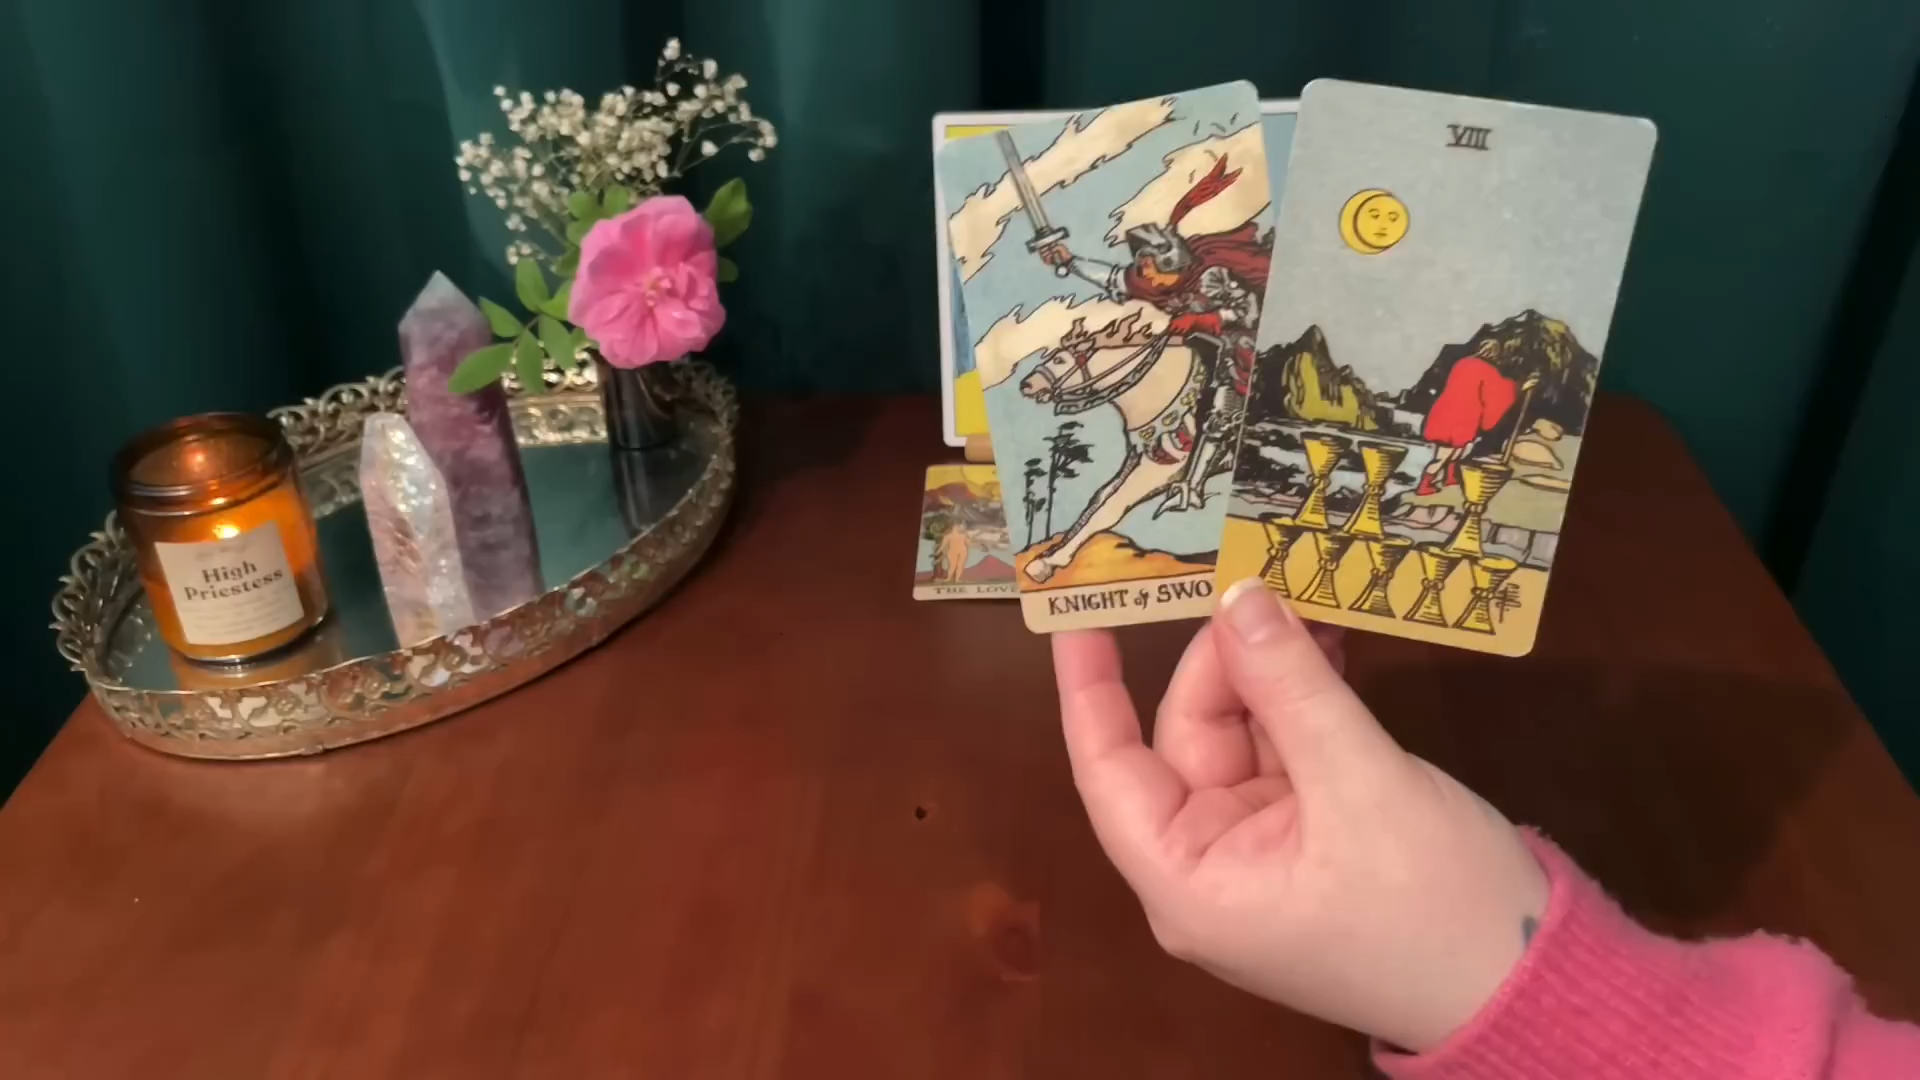 High
Priestess
VIII
THE LOVE
KNIGHT of SWO